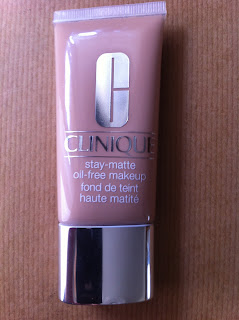 CLINIQUE
stay-matte
oil-free makeup
fond de teint
haute matité